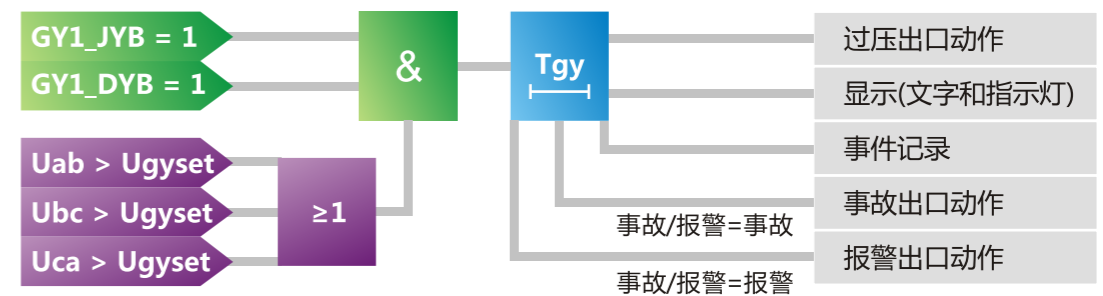 GY1_JYB = 1
GY1_DYB = 1
&
Tgy
Uab > Ugyset
Ubc > Ugyset
Uca > Ugyset
≥1
过压出口动作
显示(文字和指示灯)
事件记录
事故出口动作
事故/报警=事故
报警出口动作
事故/报警=报警